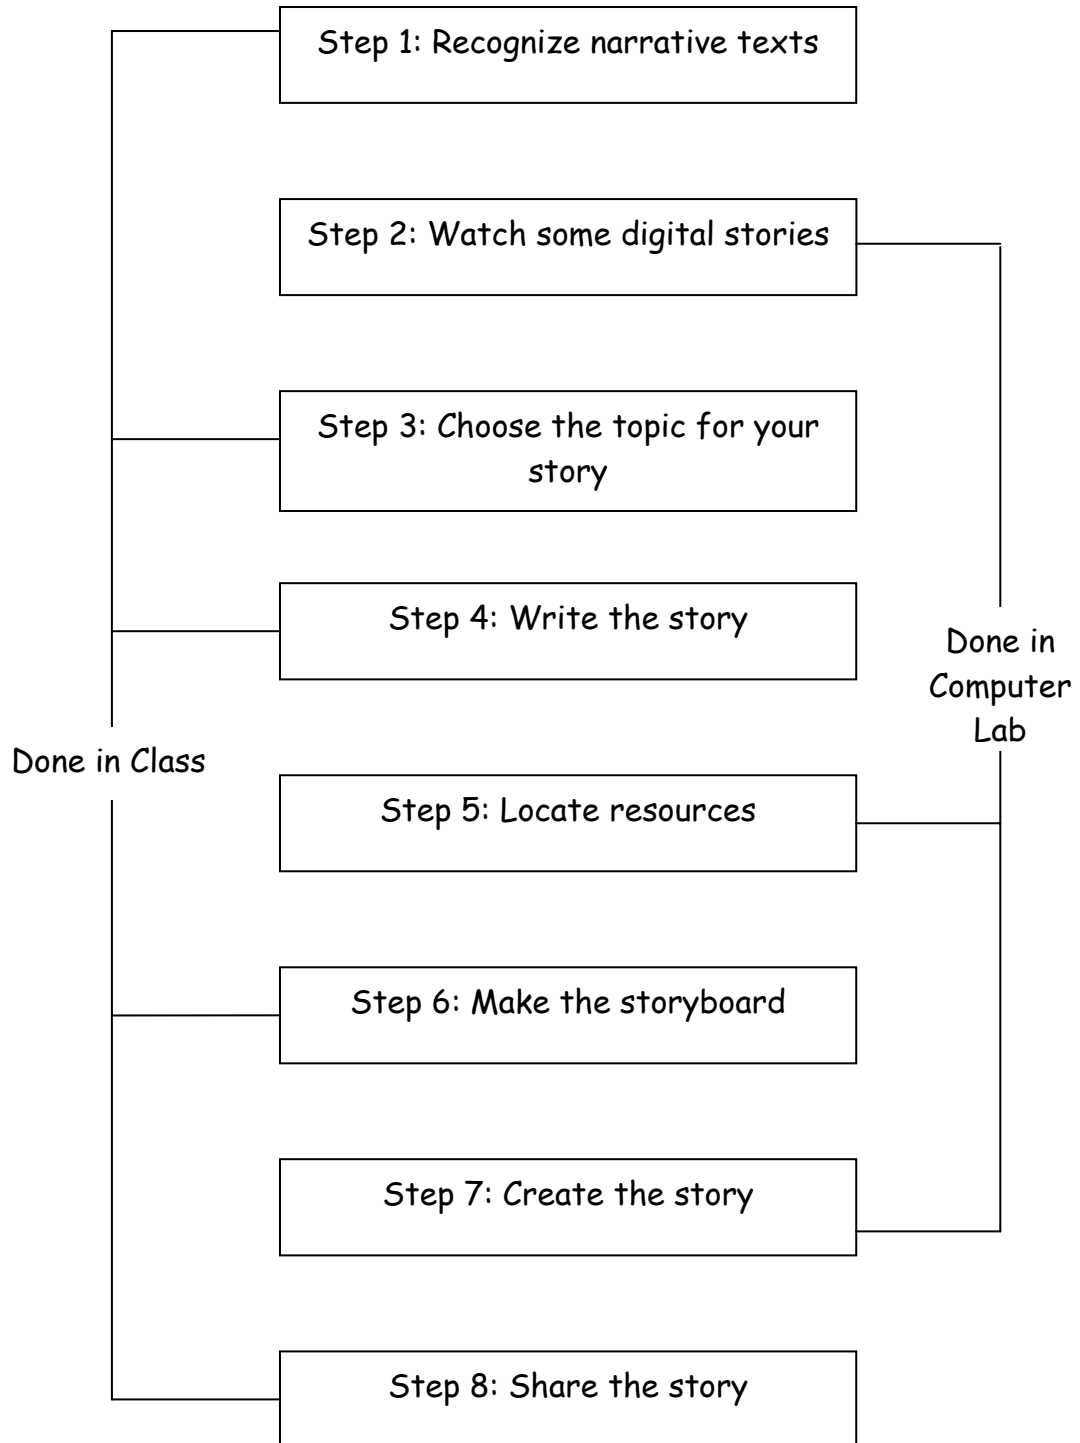 Step 1: Recognize narrative texts
Step 2: Watch some digital stories
Step 3: Choose the topic for your
story
Step 4: Write the story
Done in
Computer
Lab
Done in Class
Step 5: Locate resources
Step 6: Make the storyboard
Step 7: Create the story
Step 8: Share the story